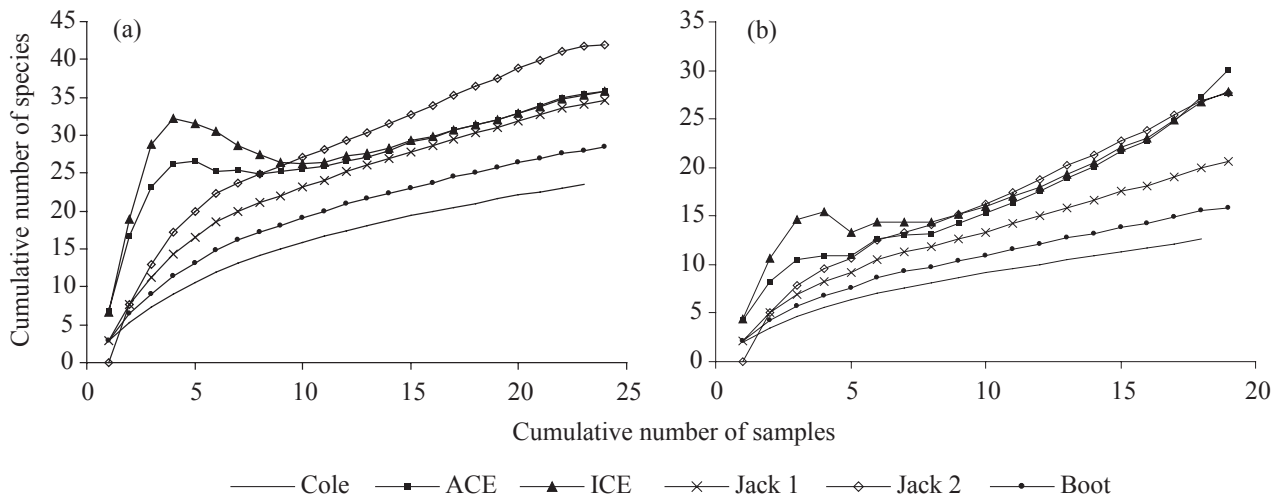 (a)
(b)
Cumulative number of species
45
40
35
30
25
20
15
10
5
0
0 5 10 15 20 25
35
30
25
20
15
10
5
0
0 5 10 15 20
Cumulative number of samples
Cole ACE ICE Jack 1 Jack 2 Boot